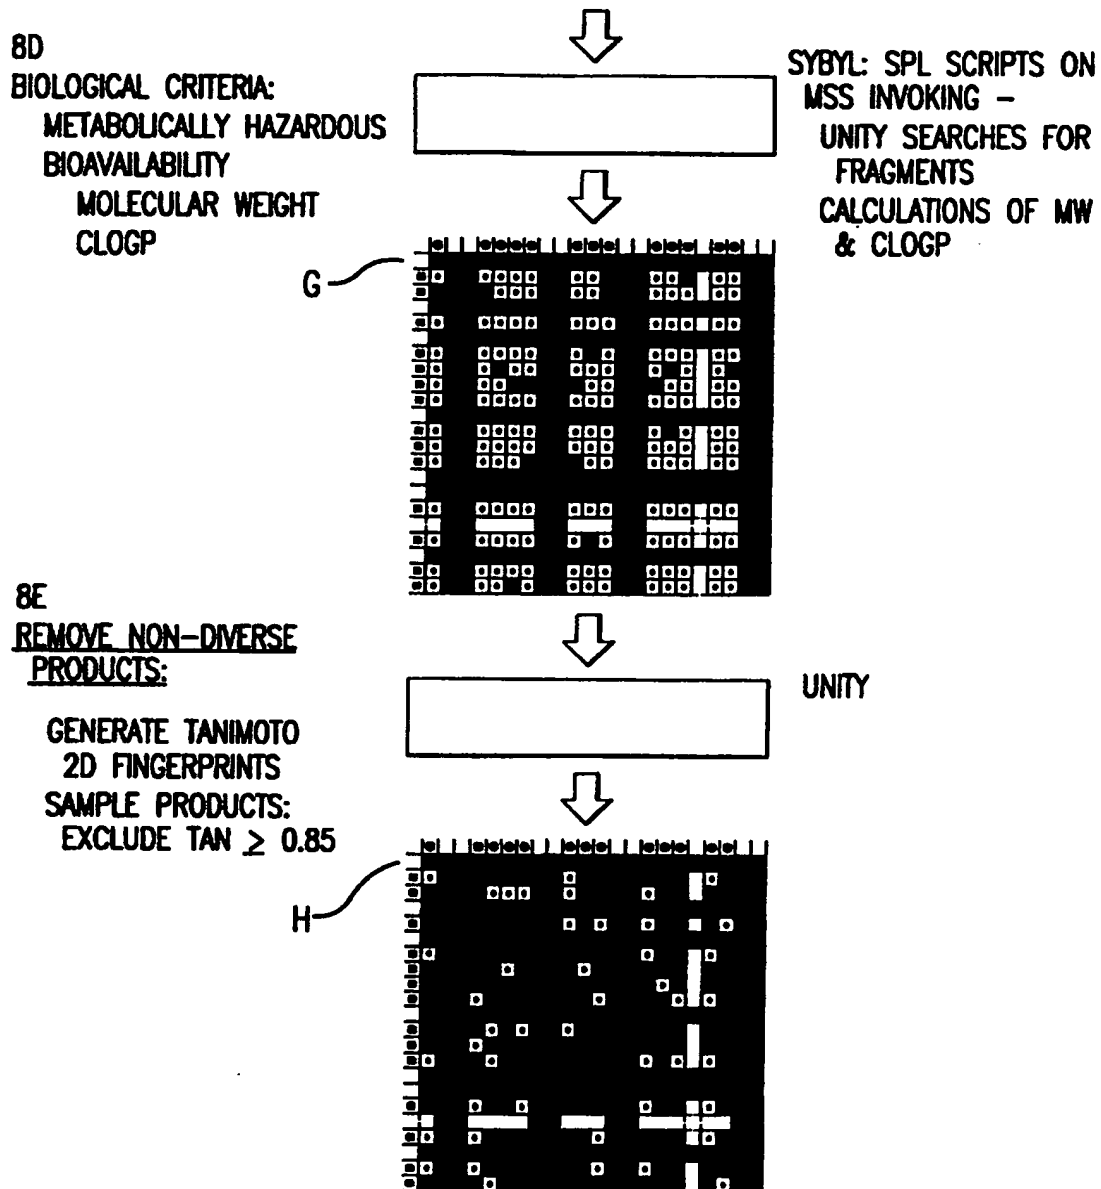 8D
BIOLOGICAL CRITERIA:
METABOLICALLY HAZARDOUS
BIOAVAILABILITY
MOLECULAR WEIGHT
CLOGP
SYBYL: SPL SCRIPTS ON
MSS INVOKING –
UNITY SEARCHES FOR
FRAGMENTS
CALCULATIONS OF MW
& CLOGP
G
8E
REMOVE NON-DIVERSE
PRODUCTS:
GENERATE TANIMOTO
2D FINGERPRINTS
SAMPLE PRODUCTS:
EXCLUDE TAN ≥ 0.85
UNITY
H